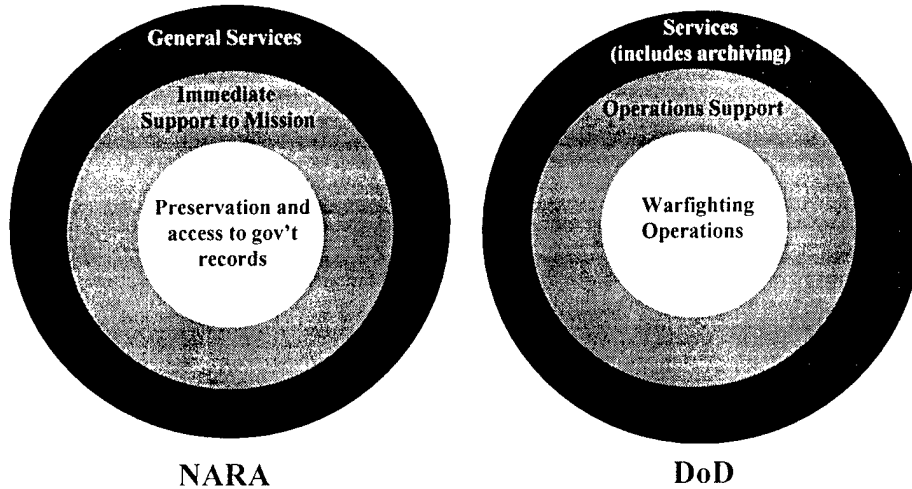 General Services
Immediate
Support to Mission
Preservation and
access to gov't
records
NARA
Services
(includes archiving)
Operations Support
Warfighting
Operations
DoD